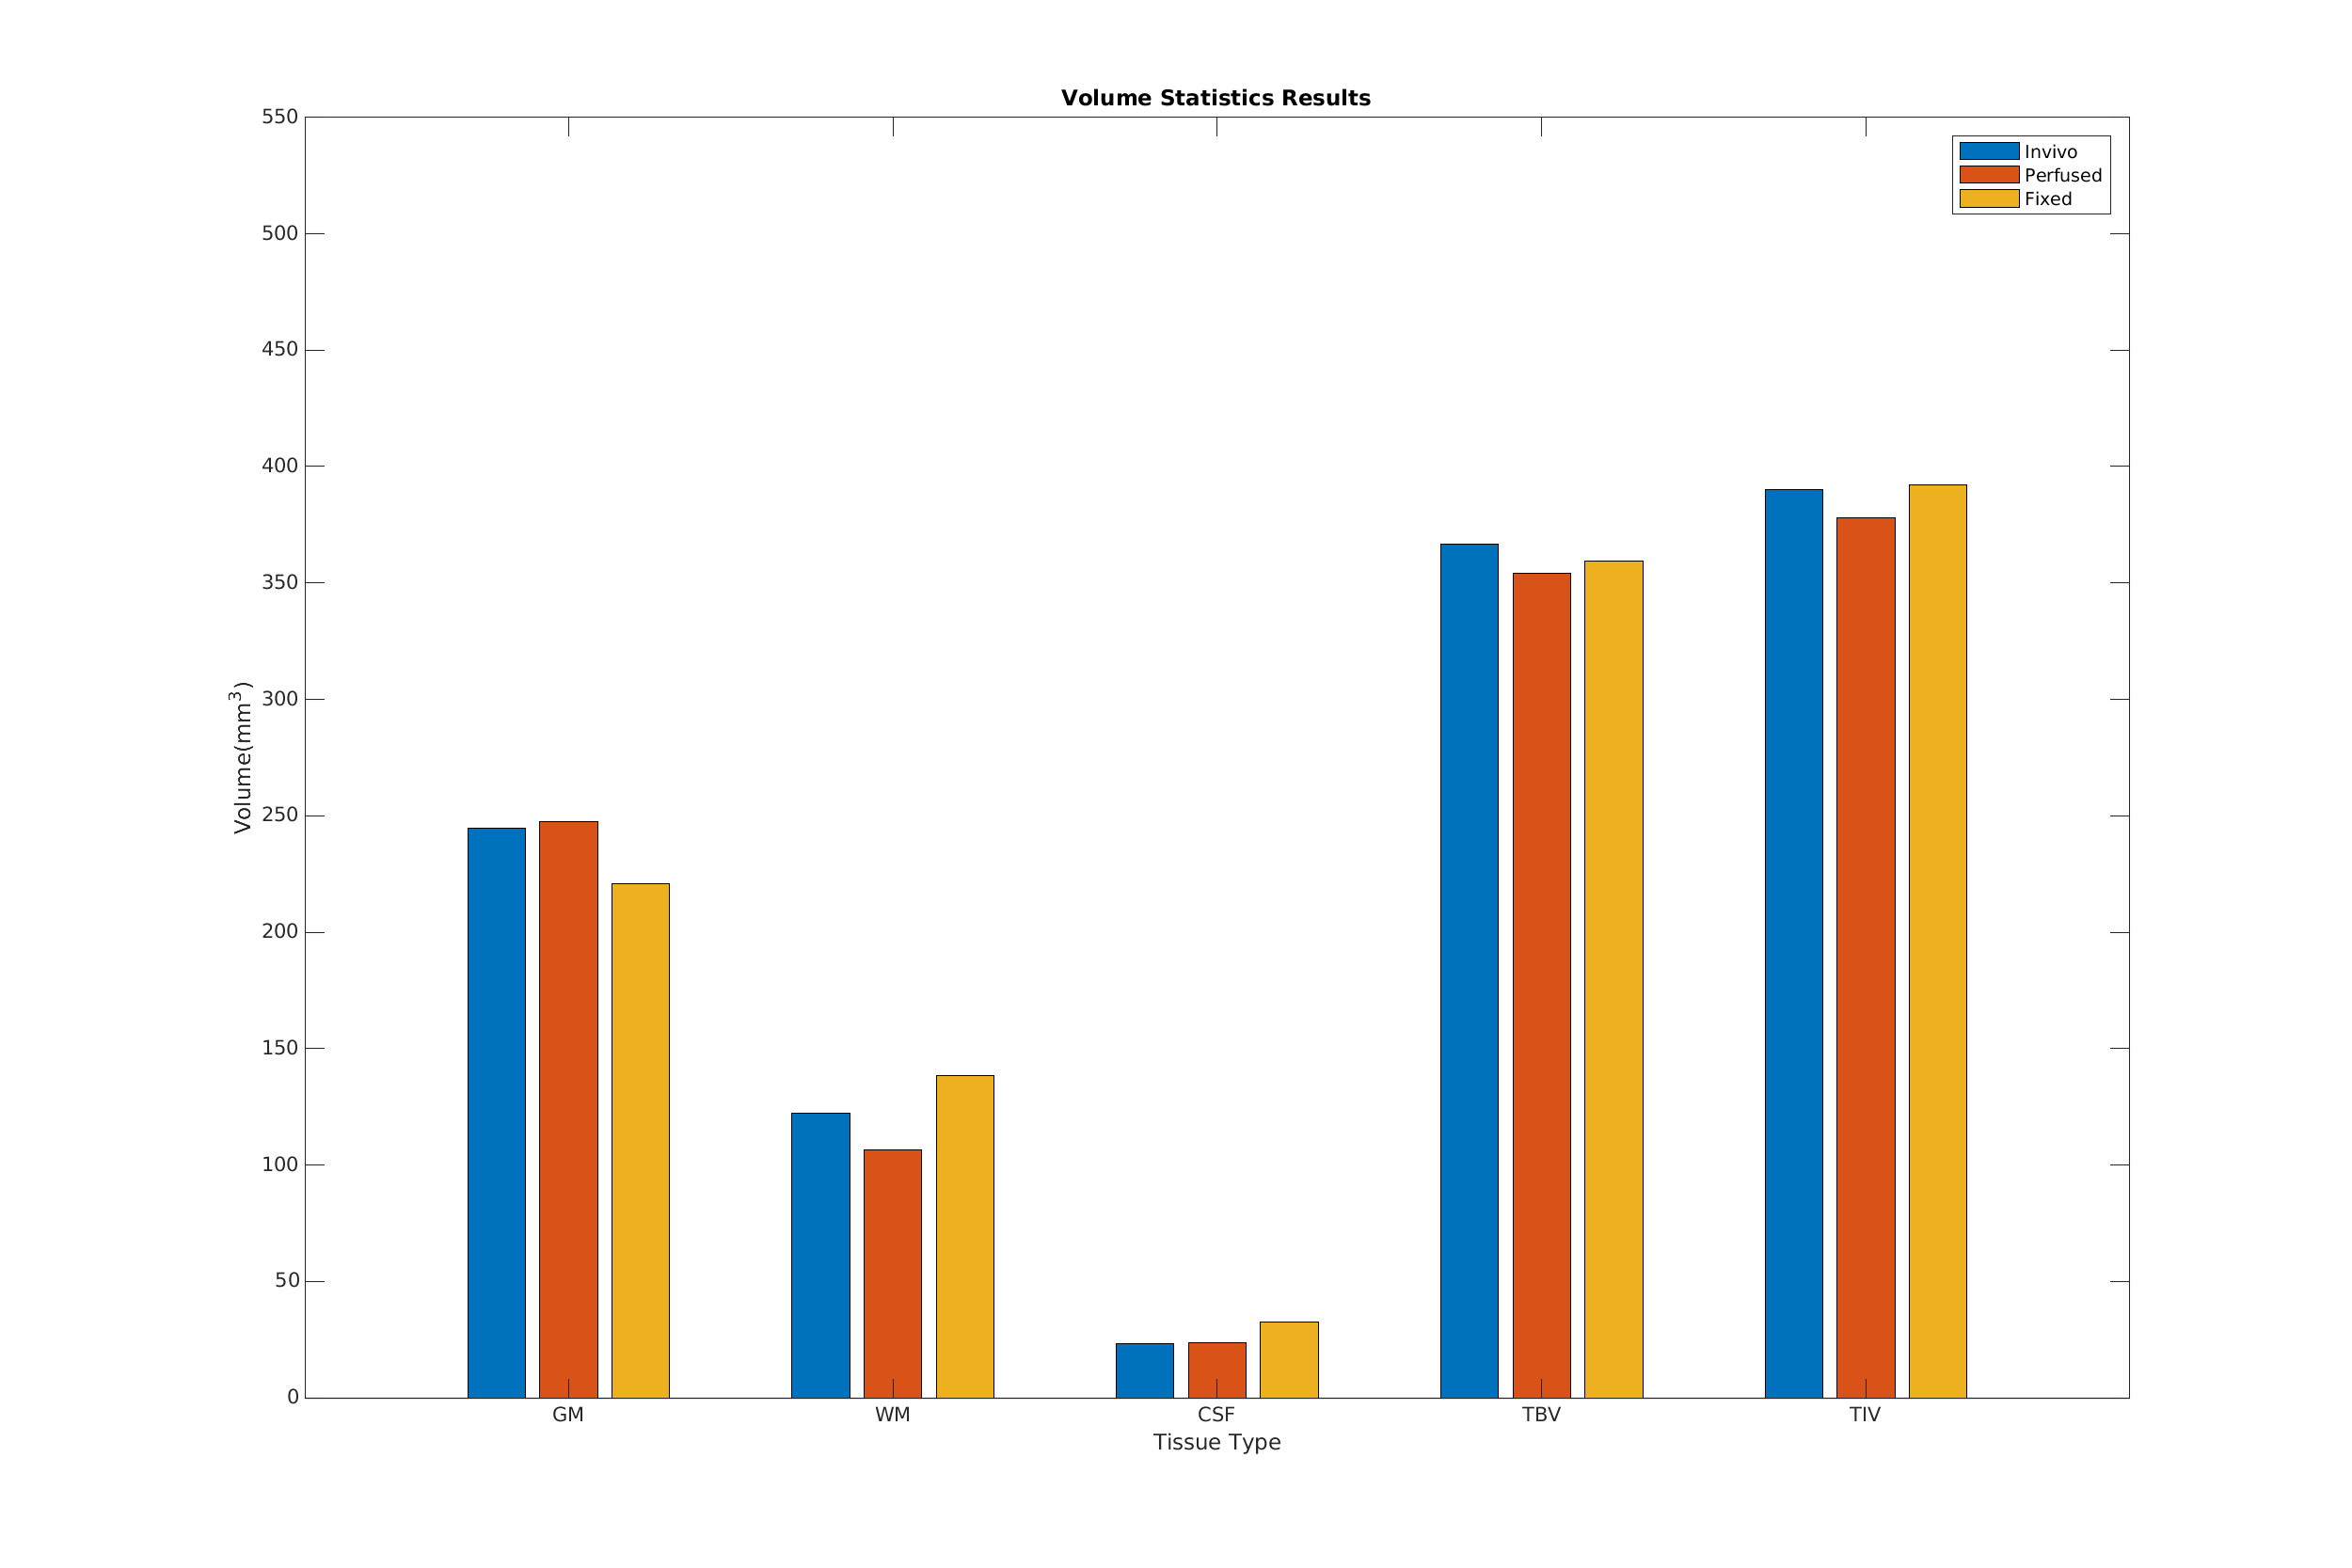 Volume Statistics Results
550
500
450
400
350
300
250
200
150
100
50
0
Volume(mm³)
Invivo
Perfused
Fixed
GM WM CSF TBV TIV
Tissue Type